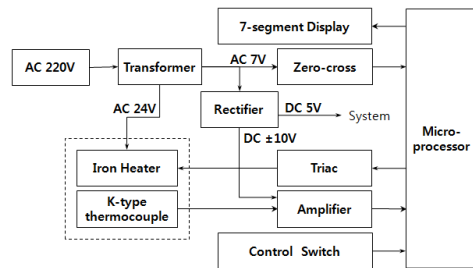 7-segment Display
AC 220V
Transformer
AC 7V
Zero-cross
AC 24V
Rectifier
DC 5V
System
DC ±10V
Micro-
processor
Iron Heater
Triac
K-type
thermocouple
Amplifier
Control Switch